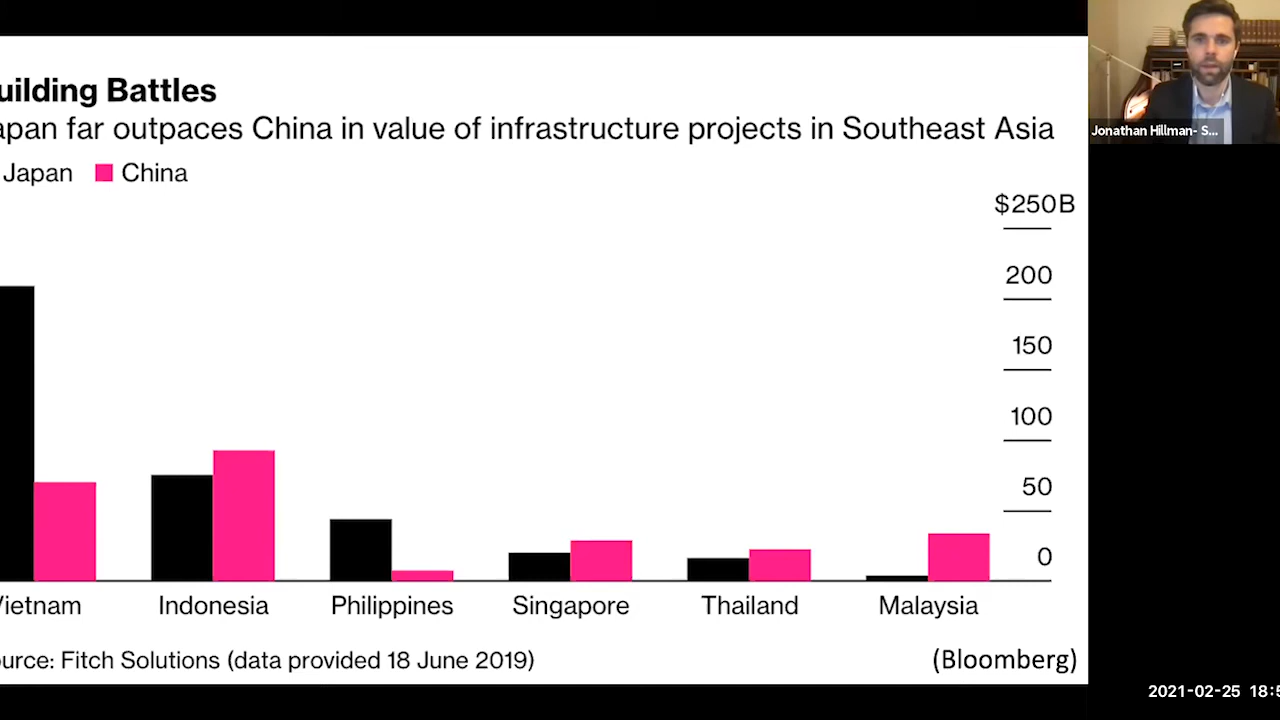 uilding Battles
apan far outpaces China in value of infrastructure projects in Southeast Asia
Japan China
$250B
200
150
100
50
0
Vietnam Indonesia Philippines Singapore Thailand Malaysia
urce: Fitch Solutions (data provided 18 June 2019) (Bloomberg)
Jonathan Hillman- S...
2021-02-25 18:5